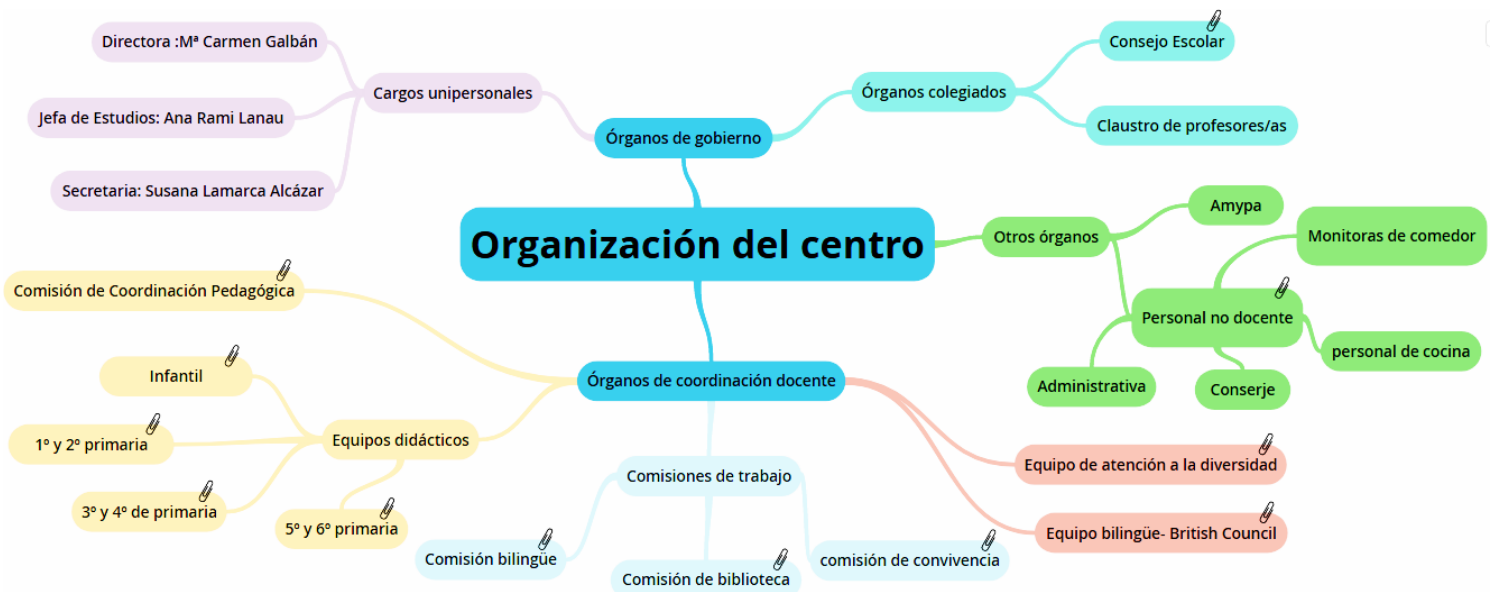 Directora :Mª Carmen Galbán
Cargos unipersonales
Jefa de Estudios: Ana Rami Lanau
Secretaria: Susana Lamarca Alcázar
Órganos de gobierno
Órganos colegiados
Consejo Escolar
Claustro de profesores/as
Organización del centro
Otros órganos
Amypa
Monitoras de comedor
Personal no docente
personal de cocina
Administrativa
Conserje
Comisión de Coordinación Pedagógica
Órganos de coordinación docente
Infantil
Equipos didácticos
1º y 2º primaria
3º y 4º de primaria
5º y 6º primaria
Comisiones de trabajo
Comisión bilingüe
Comisión de biblioteca
comisión de convivencia
Equipo de atención a la diversidad
Equipo bilingüe- British Council